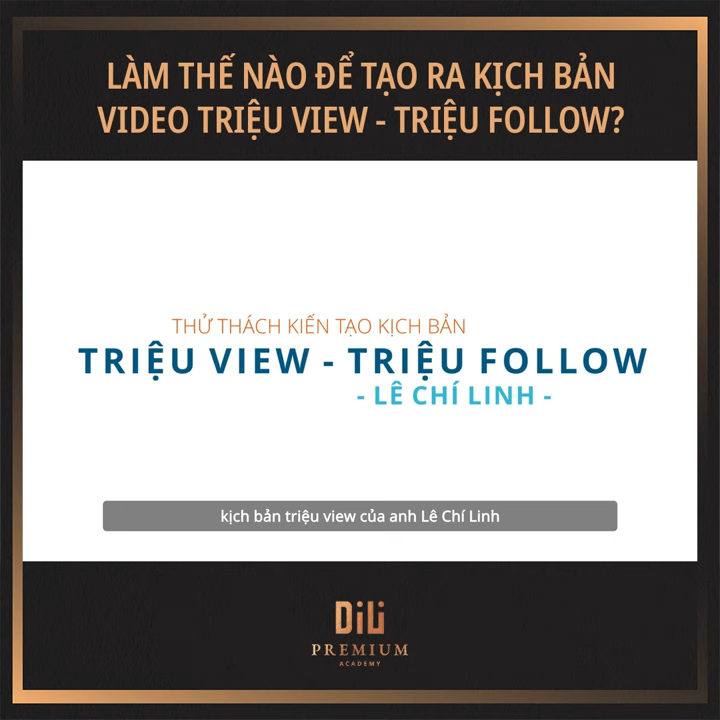 LÀM THẾ NÀO ĐỂ TẠO RA KỊCH BẢN
VIDEO TRIỆU VIEW - TRIỆU FOLLOW?
THỬ THÁCH KIẾN TẠO KỊCH BẢN
TRIỆU VIEW - TRIỆU FOLLOW
- LÊ CHÍ LINH -
kịch bản triệu view của anh Lê Chí Linh
DiLi
PREMIUM
ACADEMY